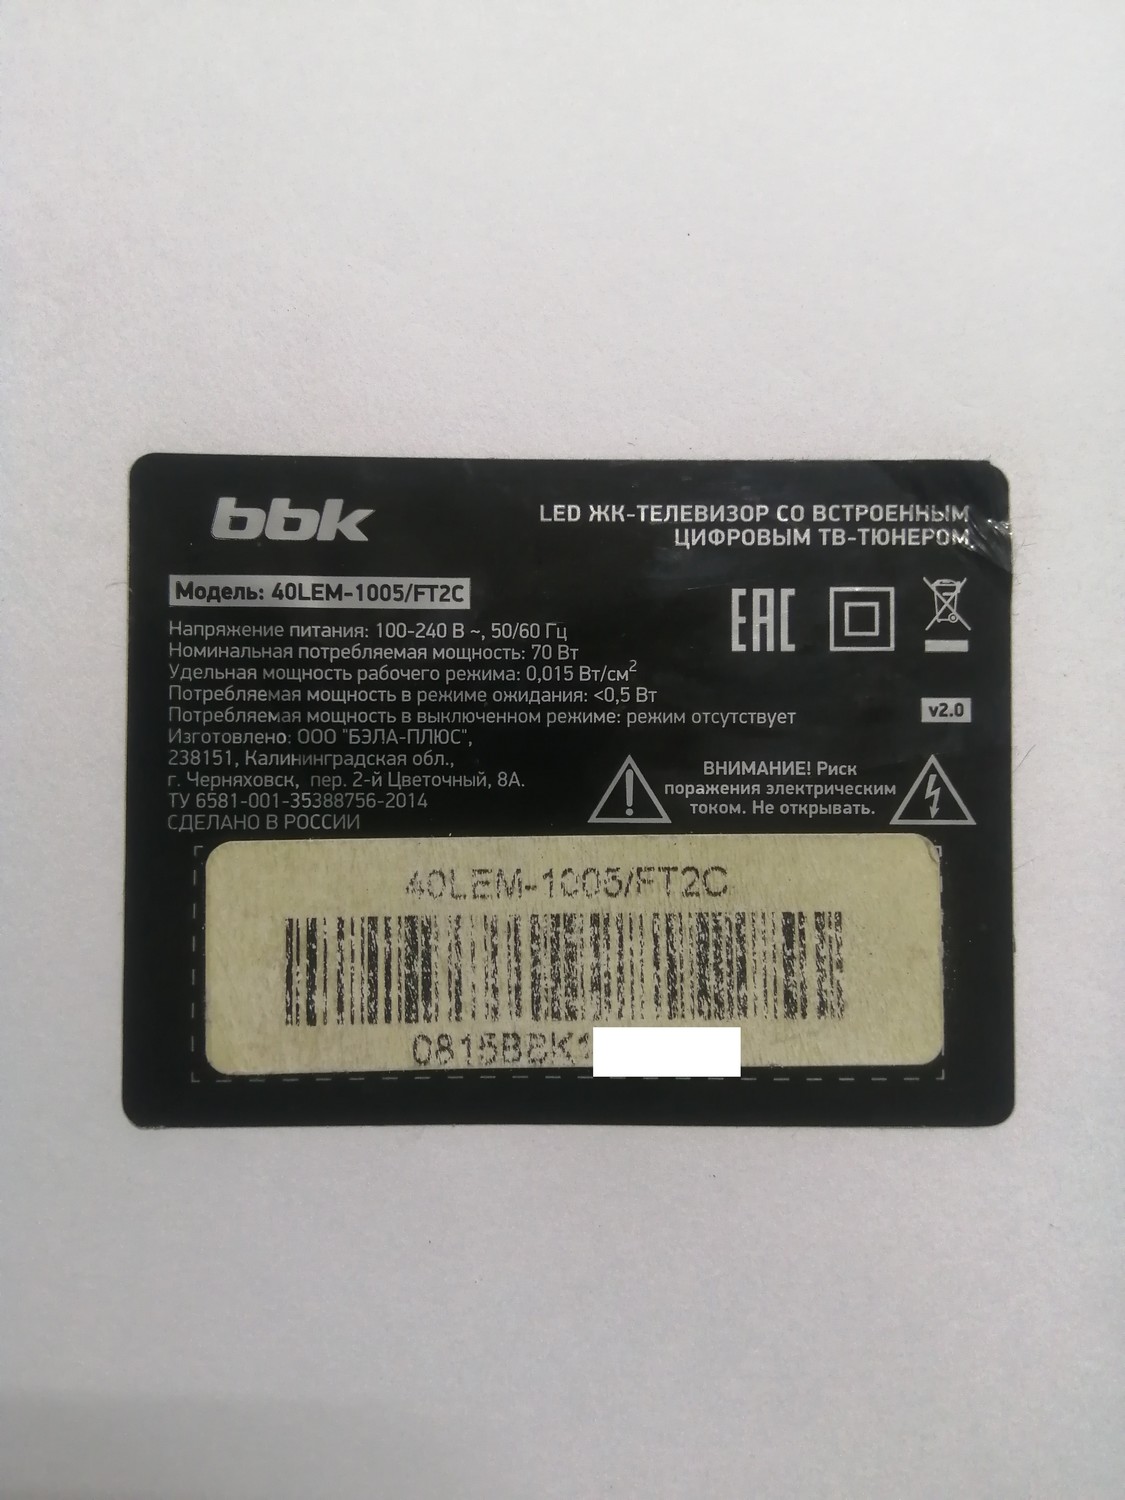 bbk
LED ЖК-ТЕЛЕВИЗОР СО ВСТРОЕННЫМ
ЦИФРОВЫМ ТВ-ТЮНЕРОМ.
Модель: 40LEM-1005/FT2C
Напряжение питания: 100-240 В ~, 50/60 Гц
Номинальная потребляемая мощность: 70 Вт
Удельная мощность рабочего режима: 0,015 Вт/см²
Потребляемая мощность в режиме ожидания: <0,5 Вт
Потребляемая мощность в выключенном режиме: режим отсутствует
Изготовлено: ООО "БЭЛА-ПЛЮС",
238151, Калининградская обл.,
г. Черняховск, пер. 2-й Цветочный, 8А.
ТУ 6581-001-35388756-2014
СДЕЛАНО В РОССИИ
EAC
v2.0
ВНИМАНИЕ! Риск
поражения электрическим
током. Не открывать.
40LEM-1005/FT2C
0815BBK1